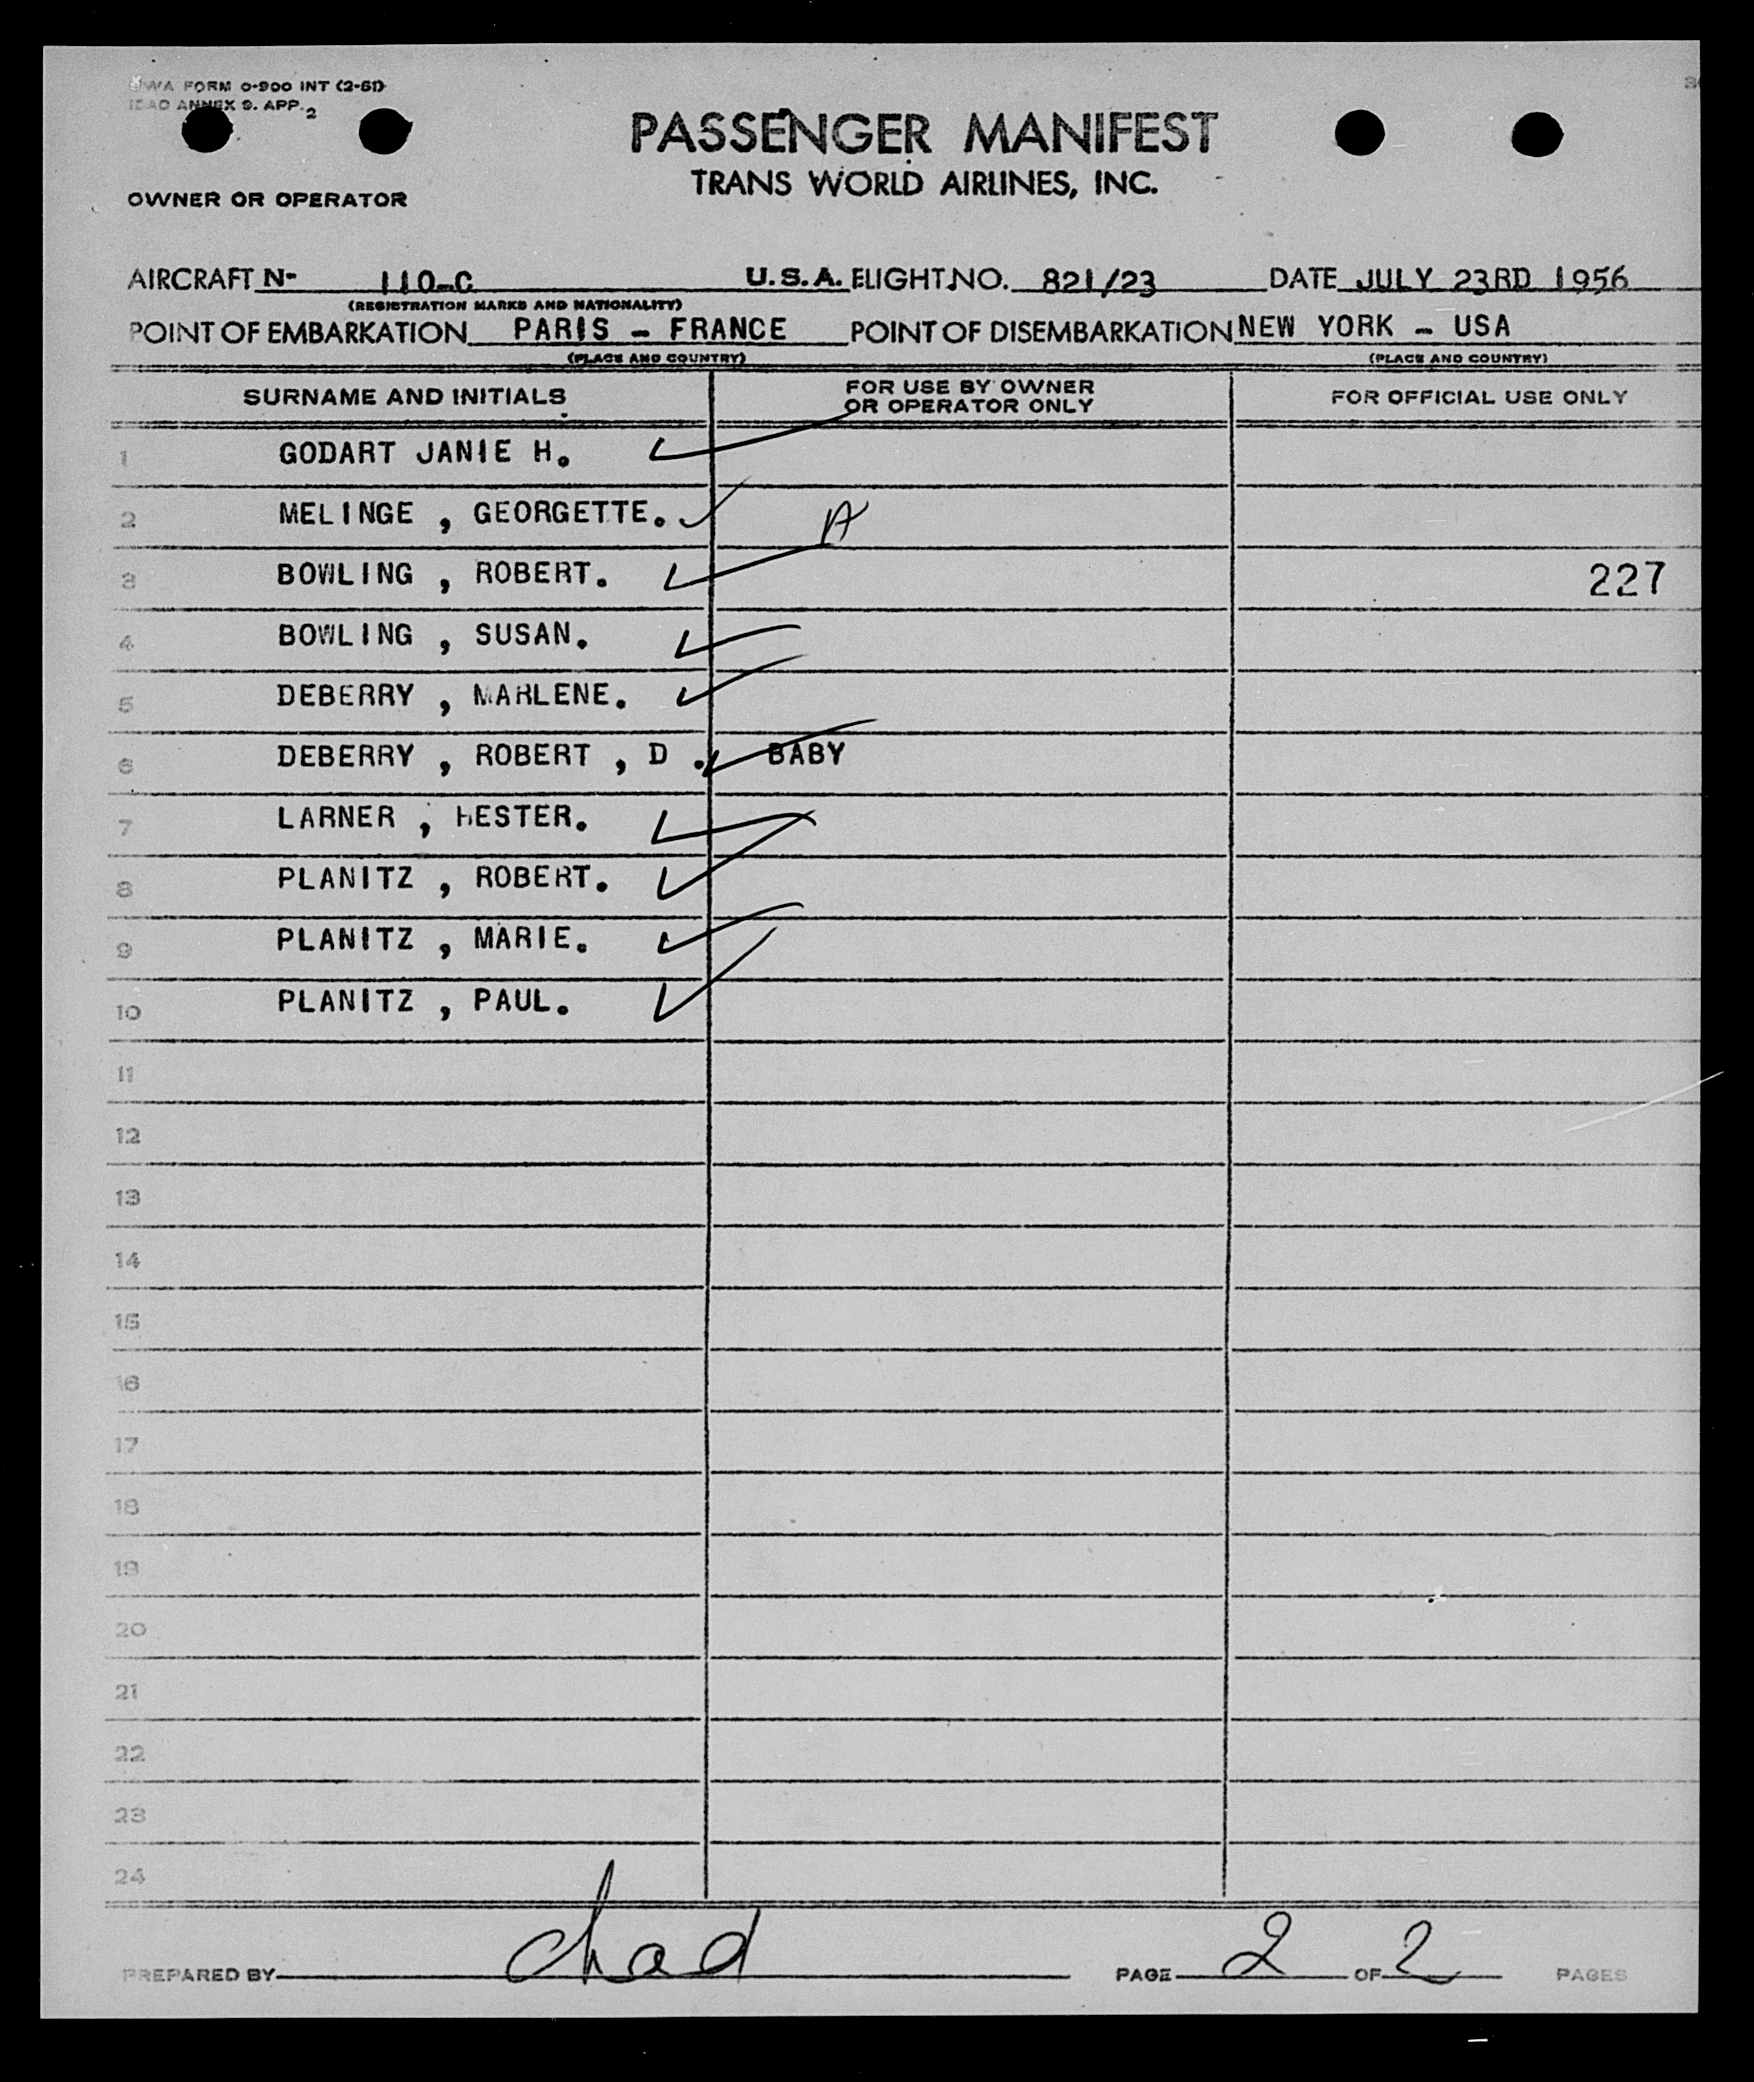 TWA FORM O-900 INT (2-51)
ICAO ANNEX 9. APP. 2
PASSENGER MANIFEST
TRANS WORLD AIRLINES, INC.
OWNER OR OPERATOR
AIRCRAFT N- 110-C U.S.A. FLIGHT NO. 821/23 DATE JULY 23RD 1956
(REGISTRATION MARKS AND NATIONALITY)
POINT OF EMBARKATION PARIS - FRANCE POINT OF DISEMBARKATION NEW YORK - USA
(PLACE AND COUNTRY) (PLACE AND COUNTRY)
SURNAME AND INITIALS FOR USE BY OWNER OR OPERATOR ONLY FOR OFFICIAL USE ONLY
1 GODART JANIE H.
2 MELINGE , GEORGETTE. A
3 BOWLING , ROBERT. 227
4 BOWLING , SUSAN.
5 DEBERRY , MARLENE.
6 DEBERRY , ROBERT , D . BABY
7 LARNER , HESTER.
8 PLANITZ , ROBERT.
9 PLANITZ , MARIE.
10 PLANITZ , PAUL.
11
12
13
14
15
16
17
18
19
20
21
22
23
24
PREPARED BY chad PAGE 2 OF 2 PAGES